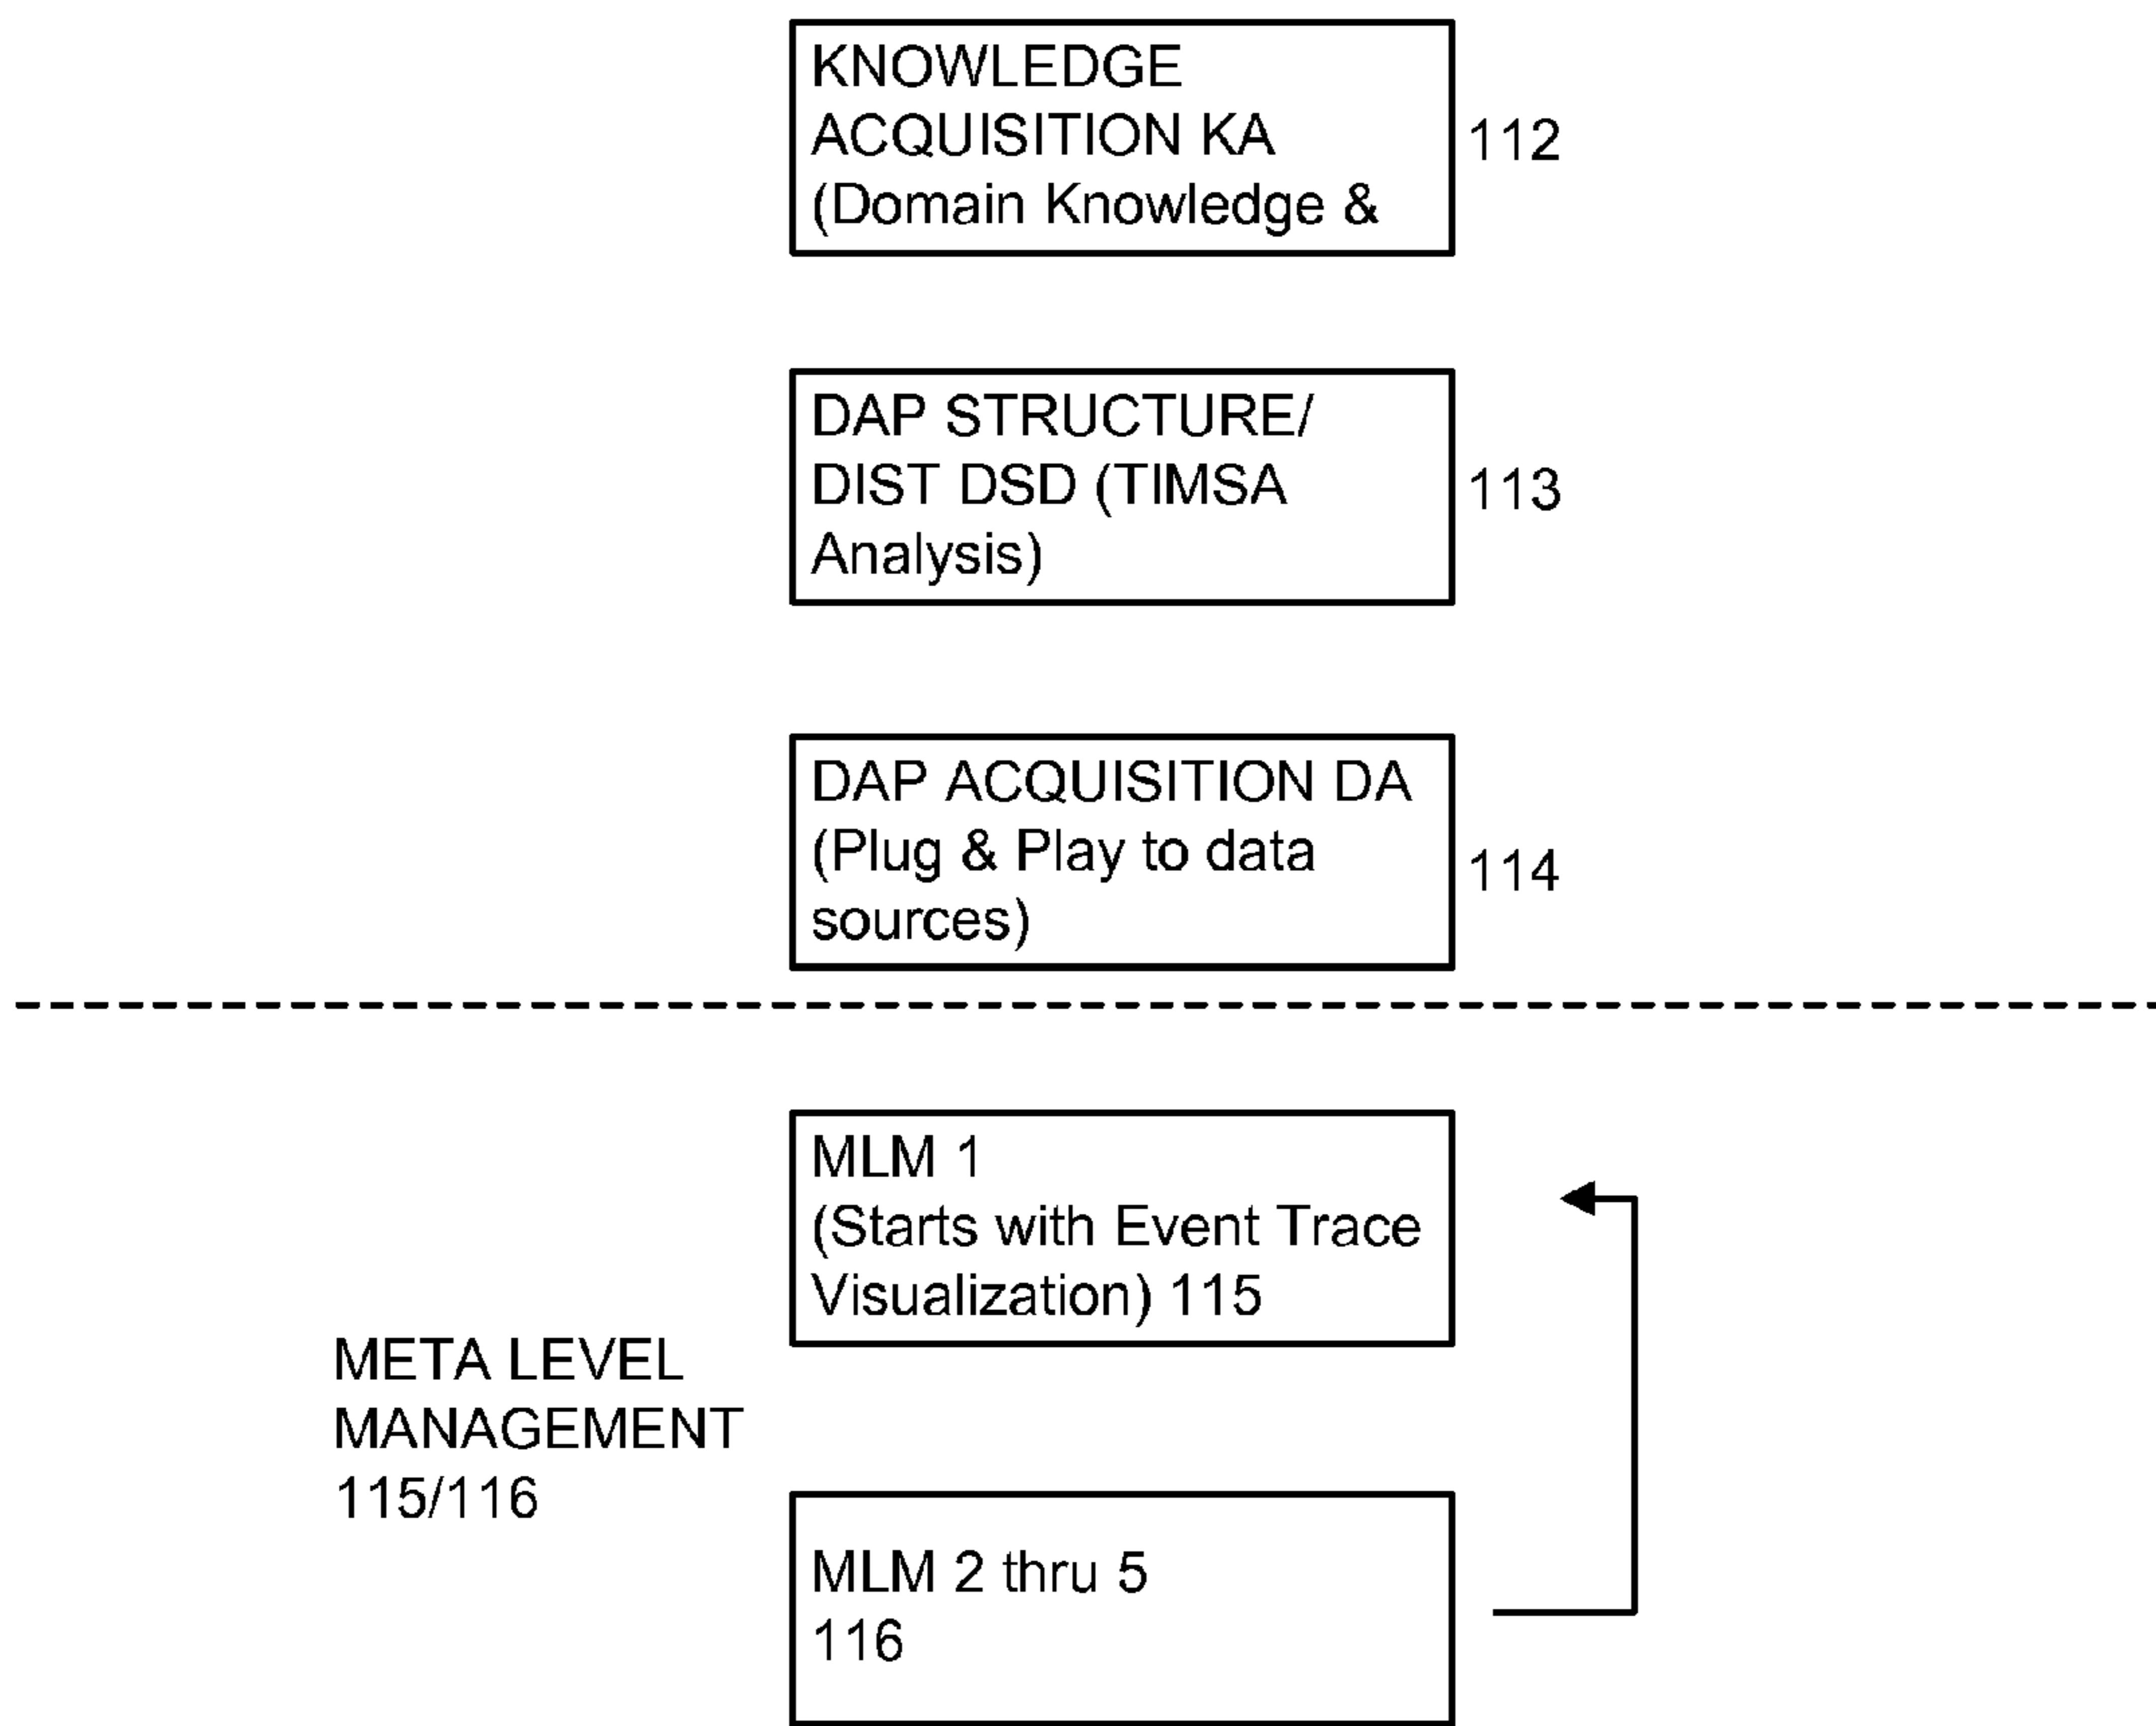 KNOWLEDGE
ACQUISITION KA
(Domain Knowledge &
112
DAP STRUCTURE/
DIST DSD (TIMSA
Analysis)
113
DAP ACQUISITION DA
(Plug & Play to data
sources)
114
MLM 1
(Starts with Event Trace
Visualization) 115
META LEVEL
MANAGEMENT
115/116
MLM 2 thru 5
116